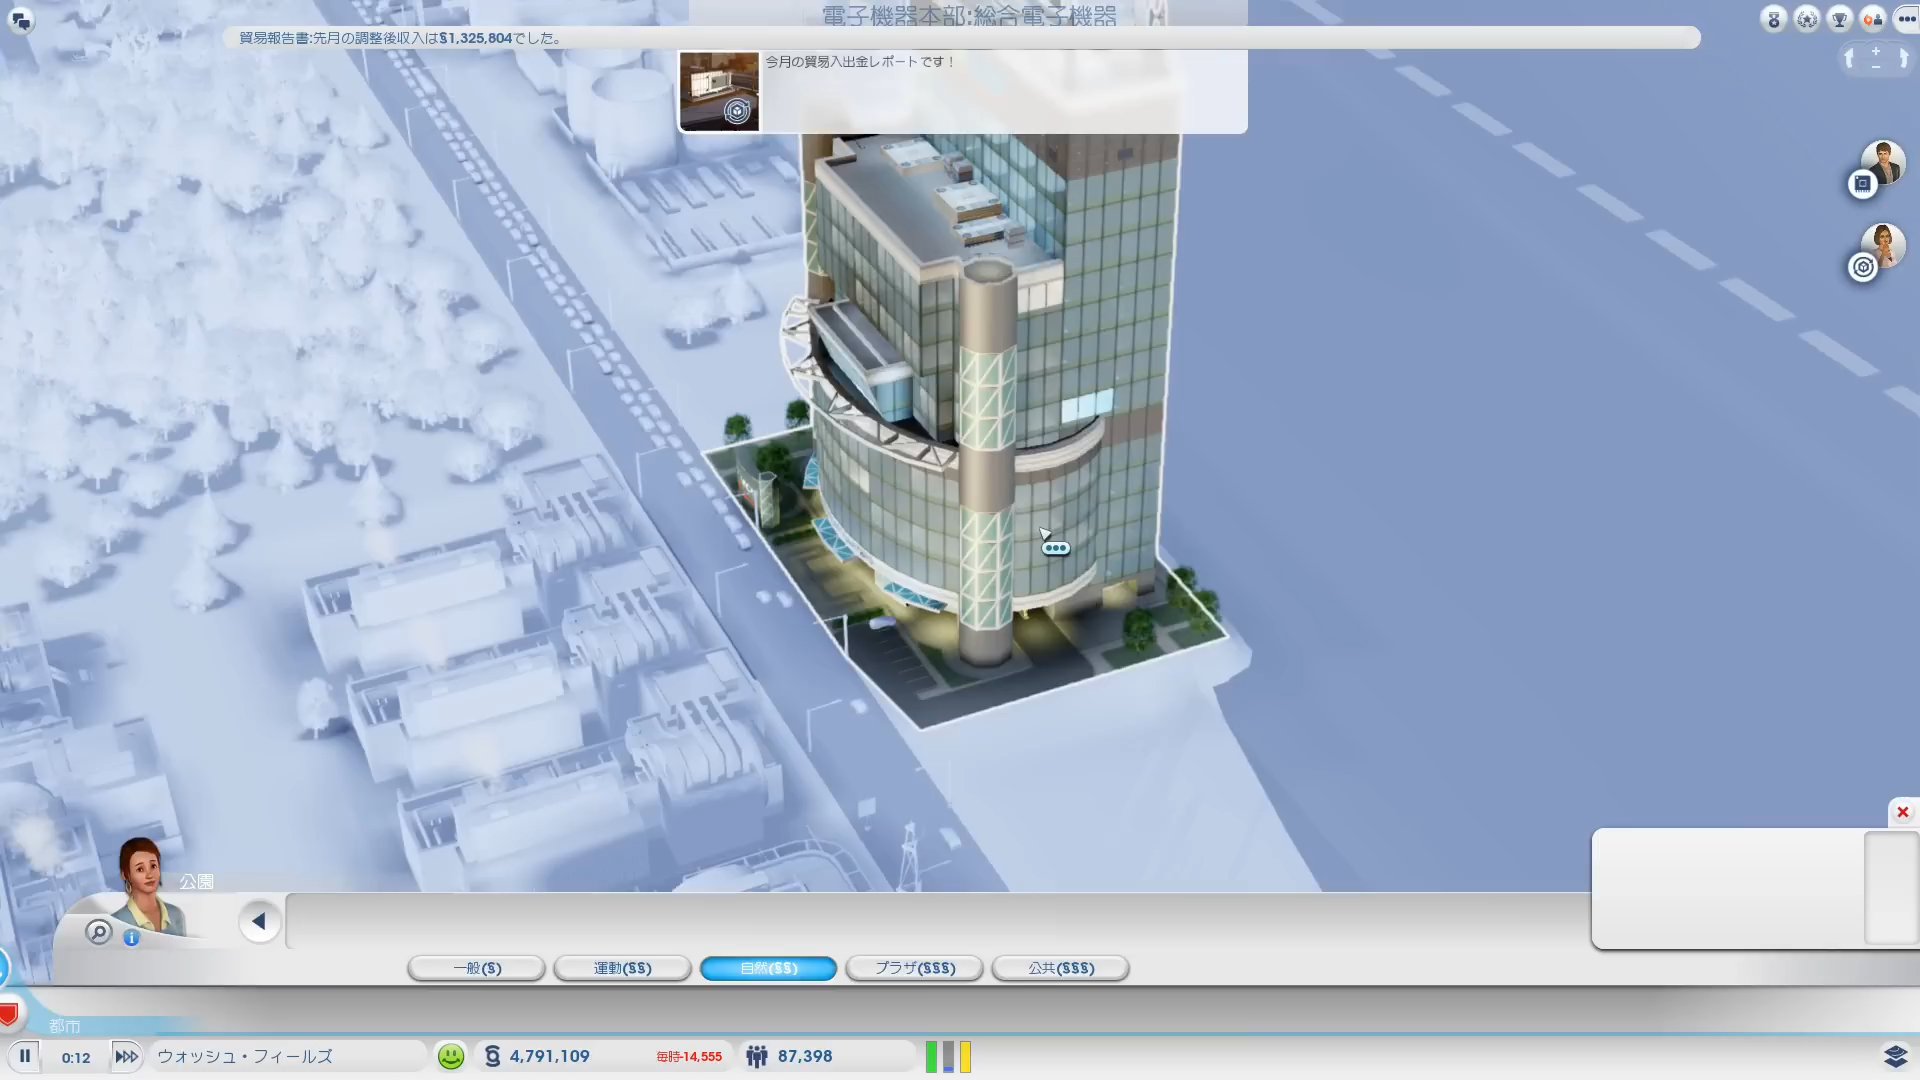 電子機器本部:総合電子機器
貿易報告書:先月の調整後収入は§1,325,804でした。
今月の貿易入出金レポートです！
公園
一般(§)
運動(§§)
自然(§§)
プラザ(§§§)
公共(§§§)
都市
0:12
ウォッシュ・フィールズ
4,791,109
毎時-14,555
87,398